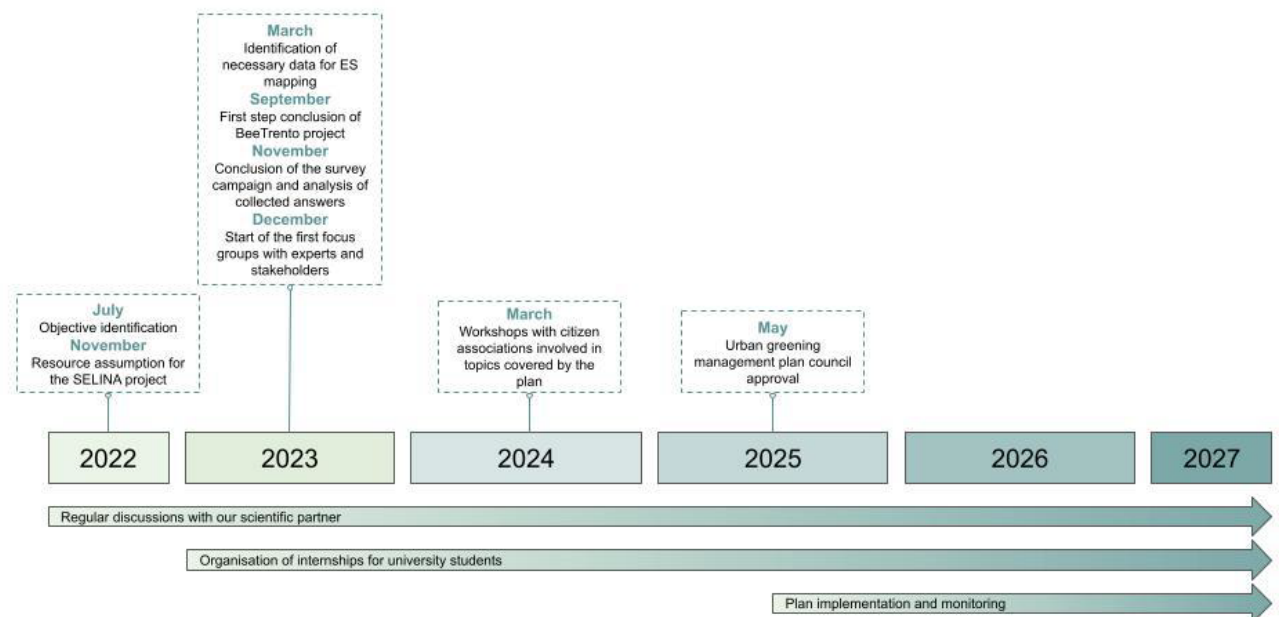 March
Identification of
necessary data for ES
mapping
September
First step conclusion of
BeeTrento project
November
Conclusion of the survey
campaign and analysis of
collected answers
December
Start of the first focus
groups with experts and
stakeholders
July
Objective identification
November
Resource assumption for
the SELINA project
March
Workshops with citizen
associations involved in
topics covered by the
plan
May
Urban greening
management plan council
approval
2022
2023
2024
2025
2026
2027
Regular discussions with our scientific partner
Organisation of internships for university students
Plan implementation and monitoring